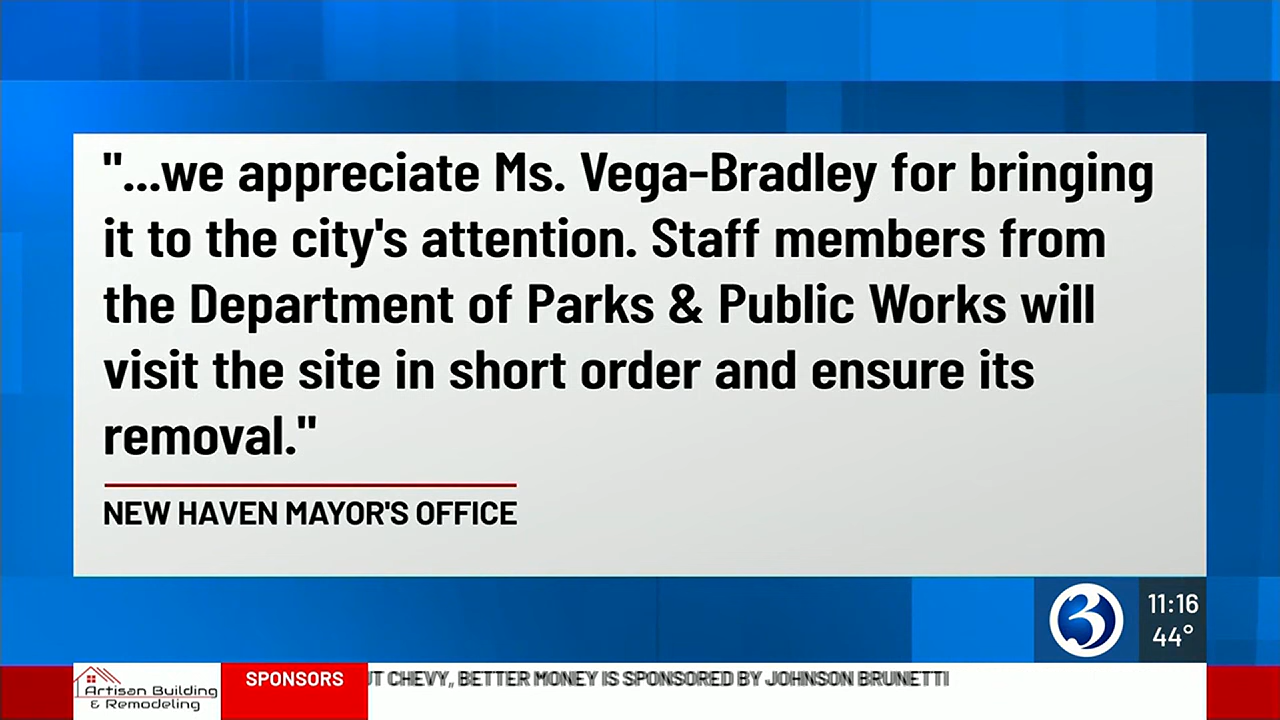 "...we appreciate Ms. Vega-Bradley for bringing
it to the city's attention. Staff members from
the Department of Parks & Public Works will
visit the site in short order and ensure its
removal."
NEW HAVEN MAYOR'S OFFICE
3
11:16
44°
Artisan Building
& Remodeling
SPONSORS
CHEVY, BETTER MONEY IS SPONSORED BY JOHNSON BRUNETTI